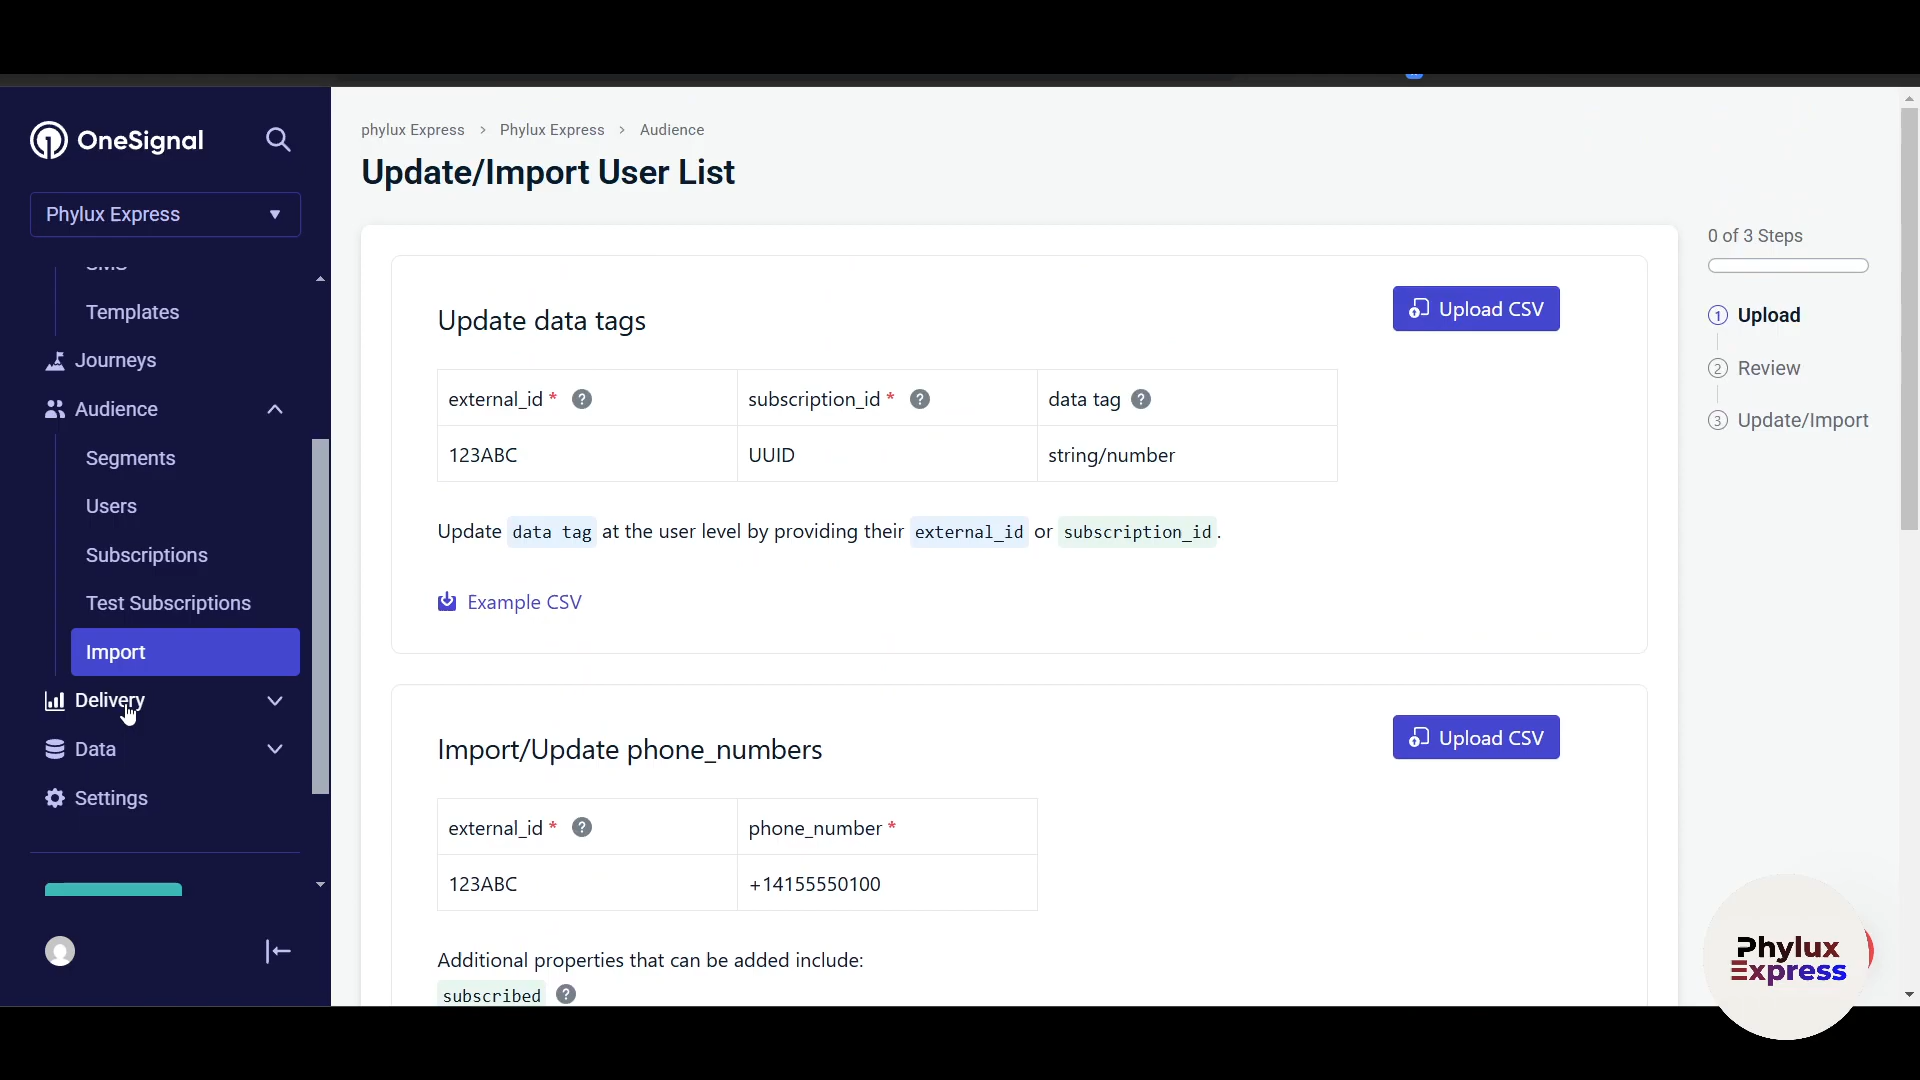 OneSignal
Phylux Express
SMS
Templates
Journeys
Audience
Segments
Users
Subscriptions
Test Subscriptions
Import
Delivery
Data
Settings
phylux Express > Phylux Express > Audience
Update/Import User List
Update data tags
Upload CSV
external_id * ? subscription_id * ? data tag ?
123ABC UUID string/number
Update data tag at the user level by providing their external_id or subscription_id.
Example CSV
Import/Update phone_numbers
Upload CSV
external_id * ? phone_number *
123ABC +14155550100
Additional properties that can be added include:
subscribed ?
0 of 3 Steps
1 Upload
2 Review
3 Update/Import
Phylux
Express